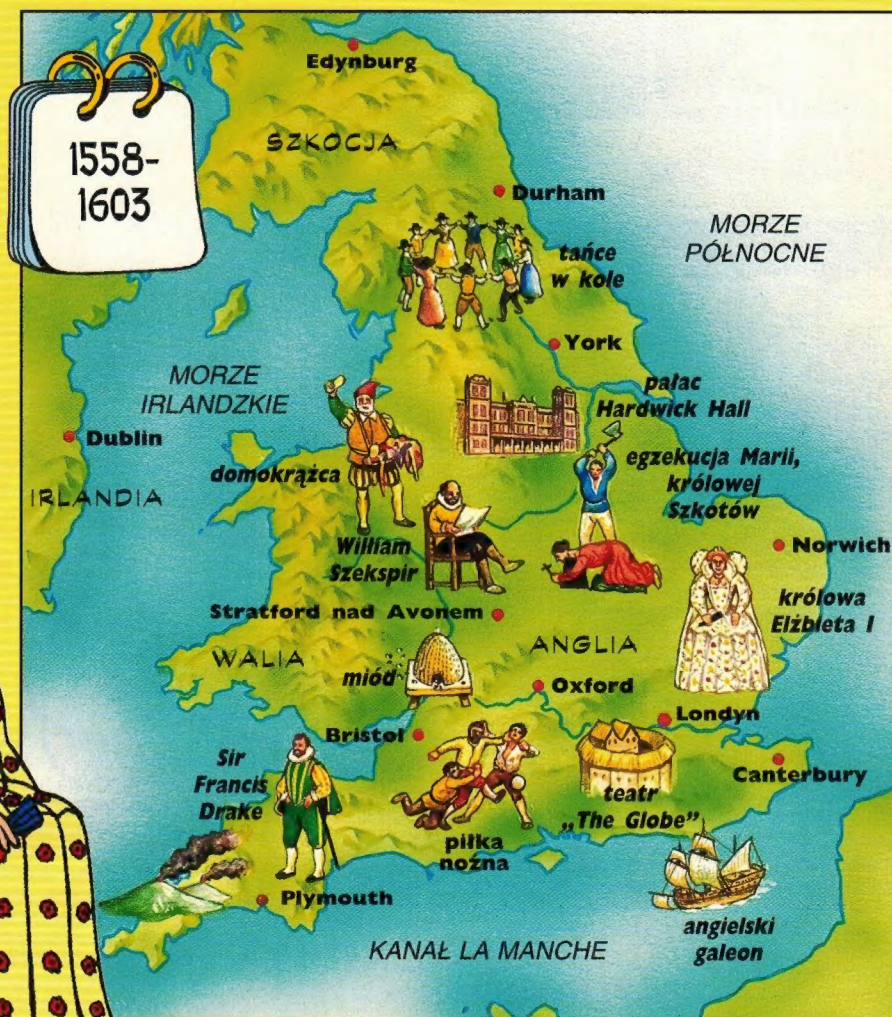 1558-
1603
Edynburg
SZKOCJA
Durham
MORZE
PÓŁNOCNE
tańce
w kole
York
MORZE
IRLANDZKIE
pałac
Hardwick Hall
Dublin
domokrążca
egzekucja Marii,
królowej
Szkotów
IRLANDIA
William
Szekspir
Norwich
królowa
Elżbieta I
Stratford nad Avonem
ANGLIA
WALIA
miód
Oxford
Londyn
Bristol
Sir
Francis
Drake
Canterbury
teatr
„The Globe”
piłka
nożna
Plymouth
angielski
galeon
KANAŁ LA MANCHE